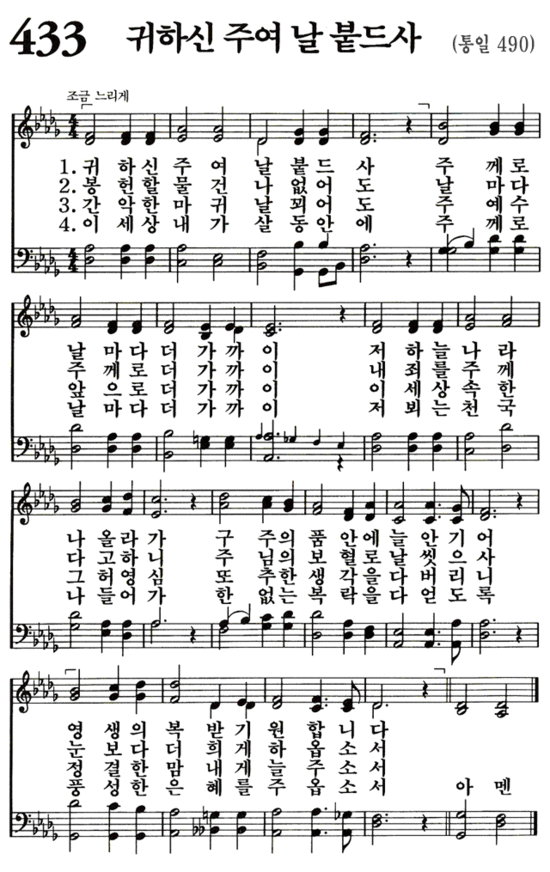 433 귀하신 주여 날 붙드사 (통일 490)
조금 느리게
1. 귀 하 신 주 여 날 붙 드 사 주 께 로
2. 봉 헌 할 물 건 나 없 어 도 날 마 다
3. 간 악 한 마 귀 날 꾀 어 도 주 예 수
4. 이 세 상 내 가 살 동 안 에 주 께 로
날 마 다 더 가 까 이 저 하 늘 나 라
주 께 로 더 가 까 이 내 죄 를 주 께
앞 으 로 더 가 까 이 이 세 상 속 한
날 마 다 더 가 까 이 저 뵈 는 천 국
나 올 라 가 구 주 의 품 안 에 늘 안 기 어
다 고 하 니 주 님 의 보 혈 로 날 씻 으 사
그 허 영 심 또 추 한 생 각 을 다 버 리 니
나 들 어 가 한 없 는 복 락 을 다 얻 도 록
영 생 의 복 받 기 원 합 니 다
눈 보 다 더 희 게 하 옵 소 서
정 결 한 맘 내 게 늘 주 소 서
풍 성 한 은 혜 를 주 옵 소 서 아 멘